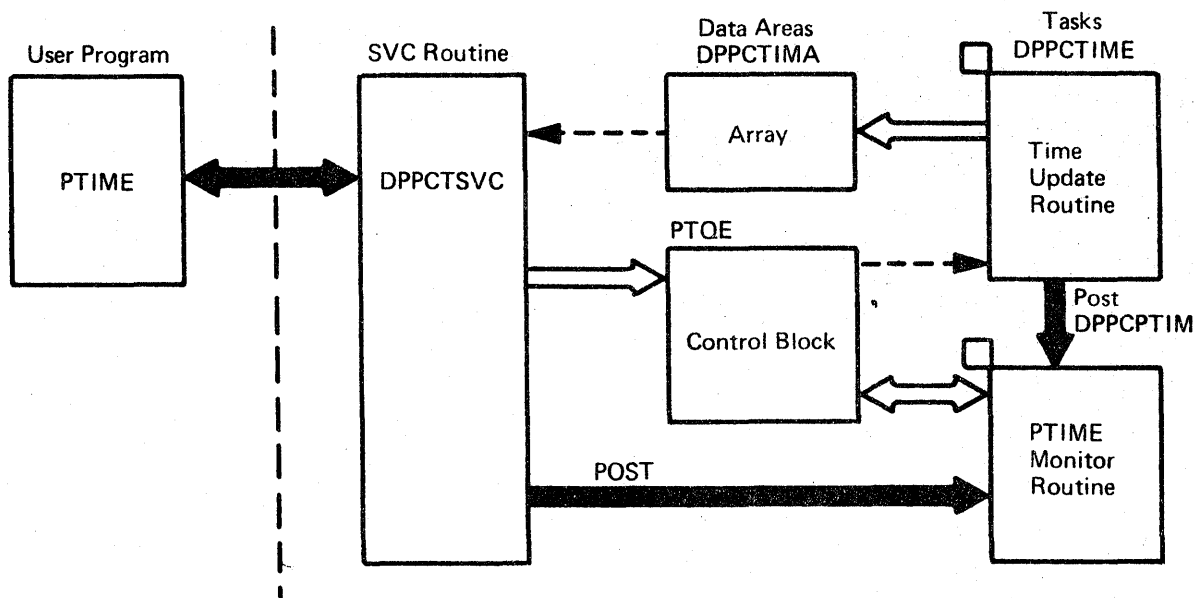 User Program
PTIME
SVC Routine
DPPCTSVC
Data Areas
DPPCTIMA
Array
PTQE
Control Block
POST
Tasks
DPPCTIME
Time
Update
Routine
Post
DPPCPTIM
PTIME
Monitor
Routine